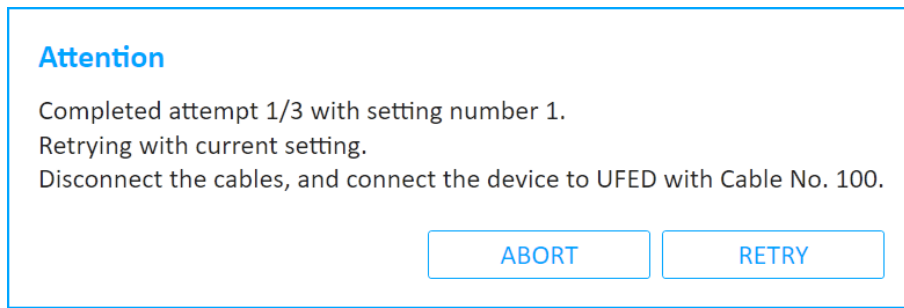 Attention
Completed attempt 1/3 with setting number 1.
Retrying with current setting.
Disconnect the cables, and connect the device to UFED with Cable No. 100.
ABORT RETRY